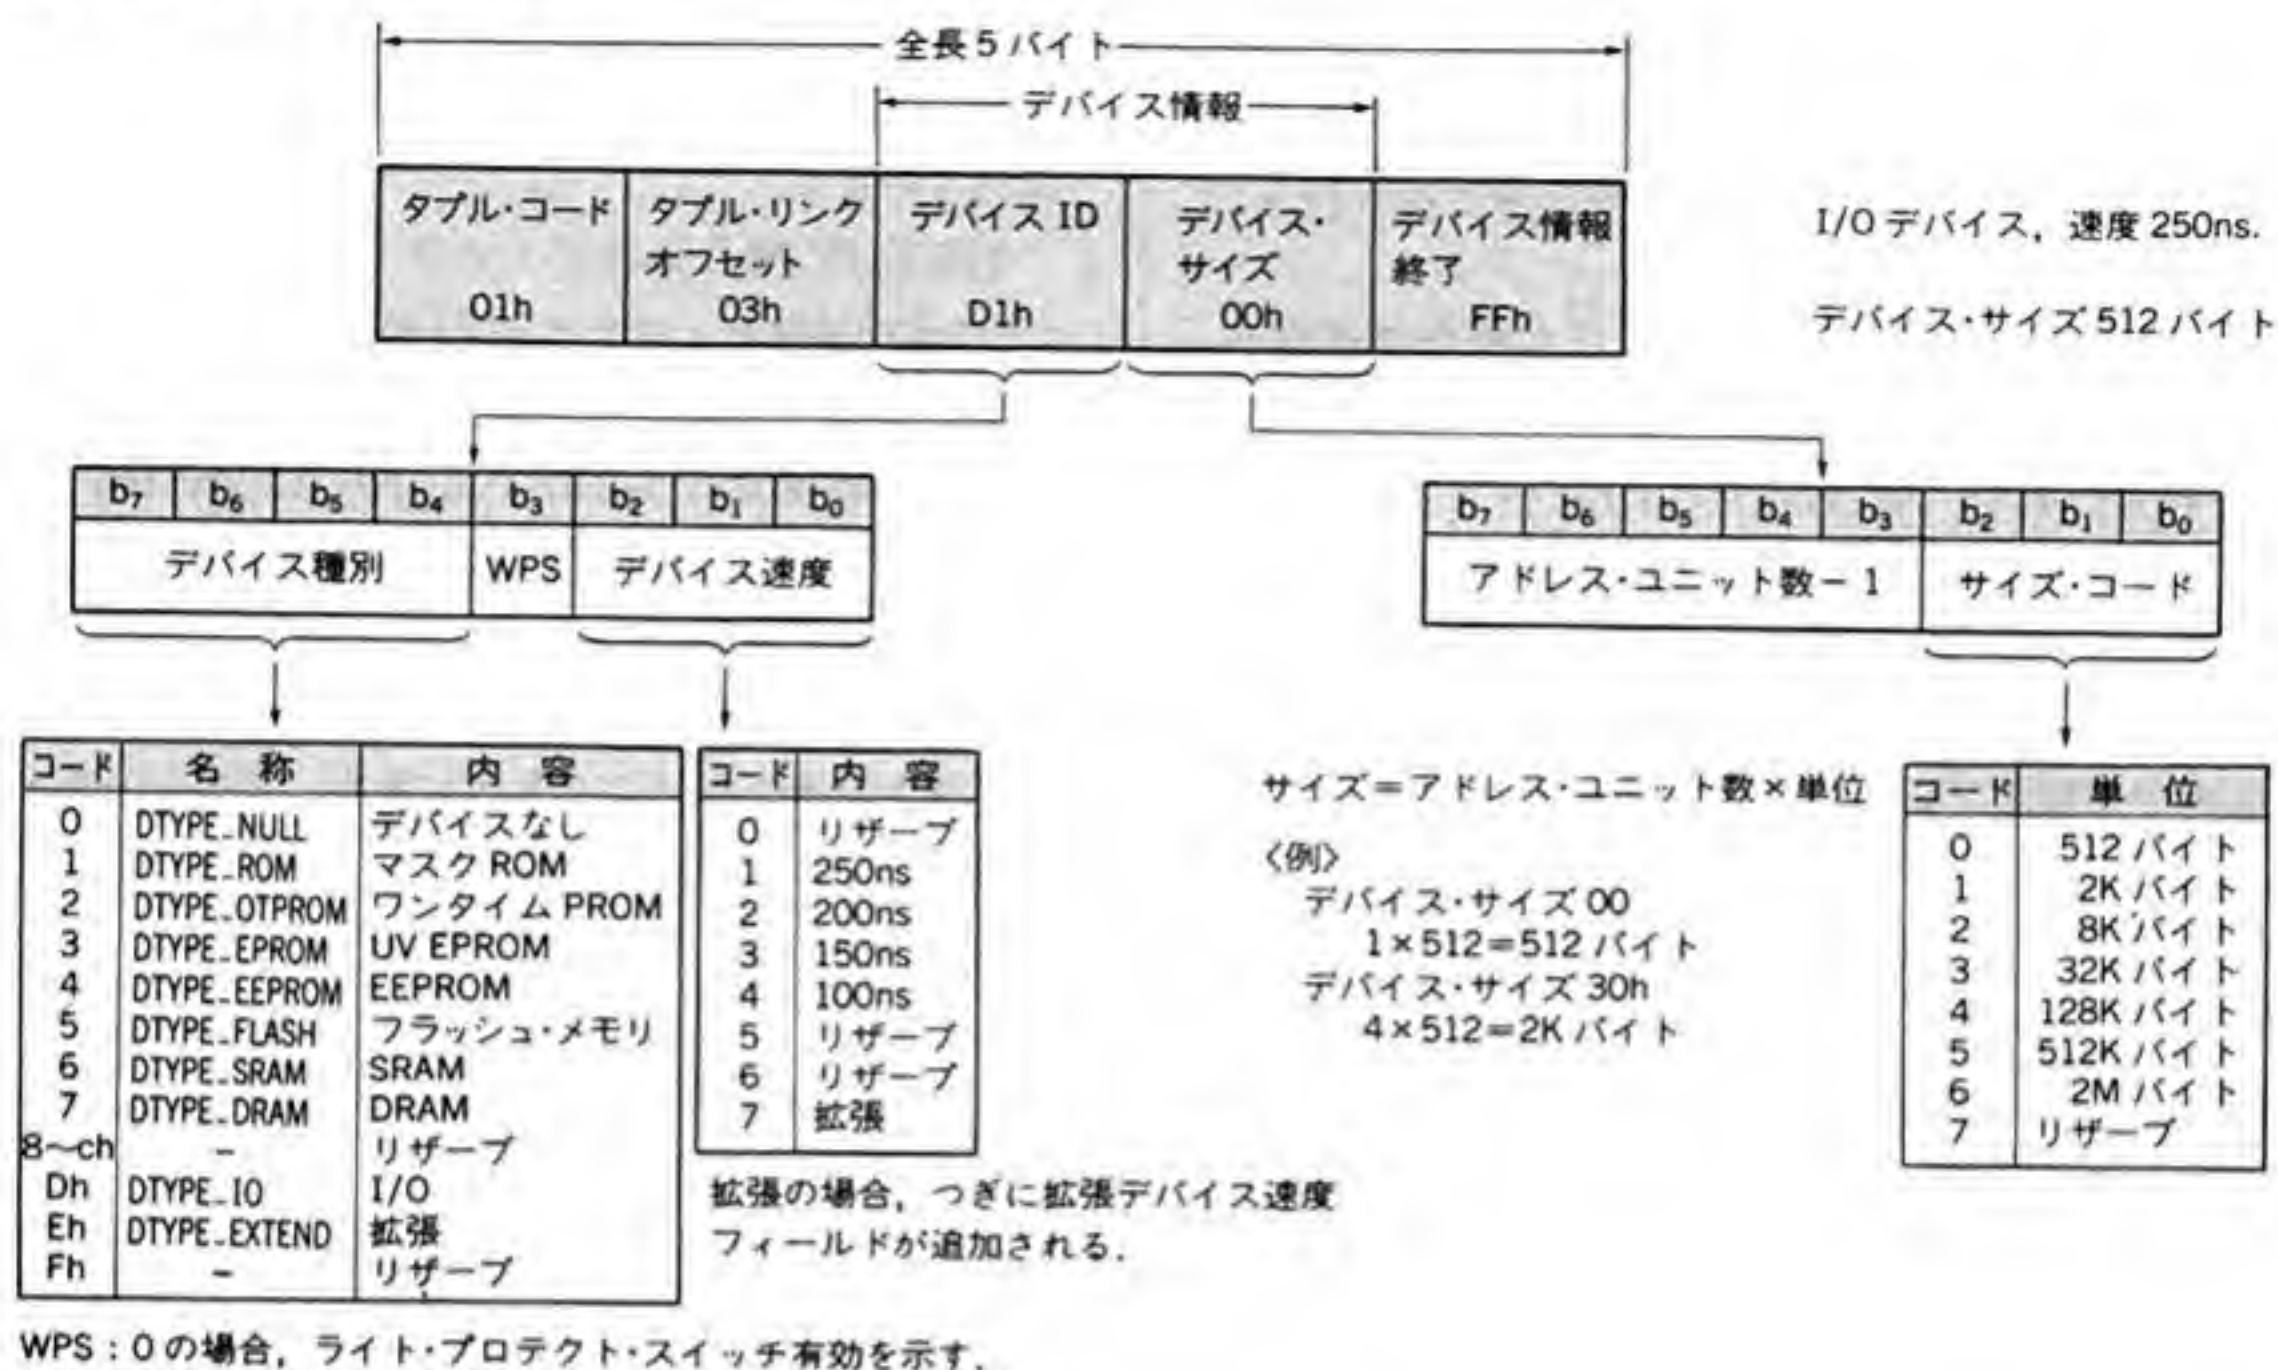 全長5バイト
デバイス情報
タプル・コード
01h
タプル・リンク
オフセット
03h
デバイス ID
D1h
デバイス・
サイズ
00h
デバイス情報
終了
FFh
I/O デバイス, 速度 250ns.
デバイス・サイズ 512 バイト
b7 b6 b5 b4 b3 b2 b1 b0
デバイス種別 WPS デバイス速度
b7 b6 b5 b4 b3 b2 b1 b0
アドレス・ユニット数－1 サイズ・コード
コード 名 称 内 容
0 DTYPE_NULL デバイスなし
1 DTYPE_ROM マスク ROM
2 DTYPE_OTPROM ワンタイム PROM
3 DTYPE_EPROM UV EPROM
4 DTYPE_EEPROM EEPROM
5 DTYPE_FLASH フラッシュ・メモリ
6 DTYPE_SRAM SRAM
7 DTYPE_DRAM DRAM
8〜ch － リザーブ
Dh DTYPE_IO I/O
Eh DTYPE_EXTEND 拡張
Fh － リザーブ
コード 内 容
0 リザーブ
1 250ns
2 200ns
3 150ns
4 100ns
5 リザーブ
6 リザーブ
7 拡張
拡張の場合, つぎに拡張デバイス速度
フィールドが追加される.
サイズ＝アドレス・ユニット数×単位
〈例〉
デバイス・サイズ 00
1×512＝512 バイト
デバイス・サイズ 30h
4×512＝2K バイト
コード 単 位
0 512 バイト
1 2K バイト
2 8K バイト
3 32K バイト
4 128K バイト
5 512K バイト
6 2M バイト
7 リザーブ
WPS : 0 の場合, ライト・プロテクト・スイッチ有効を示す.